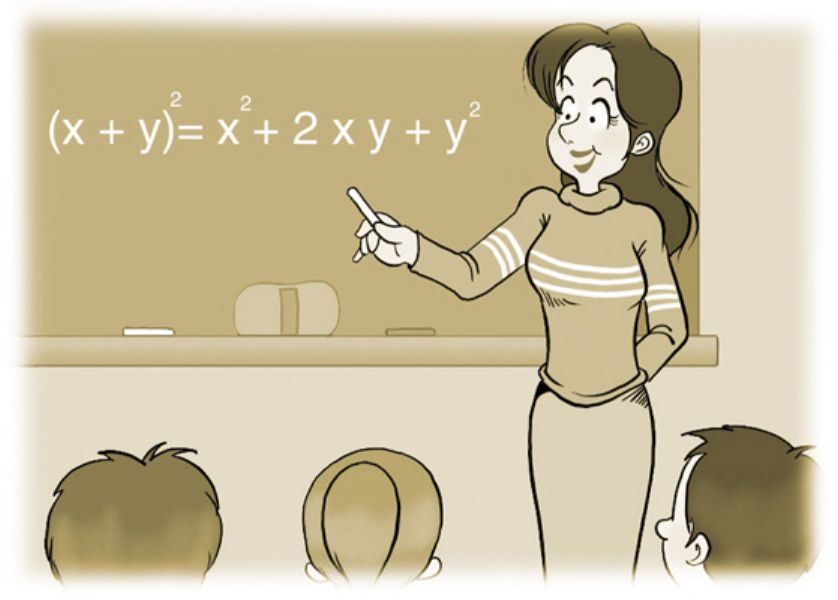 (x + y)²= x²+ 2 x y + y²